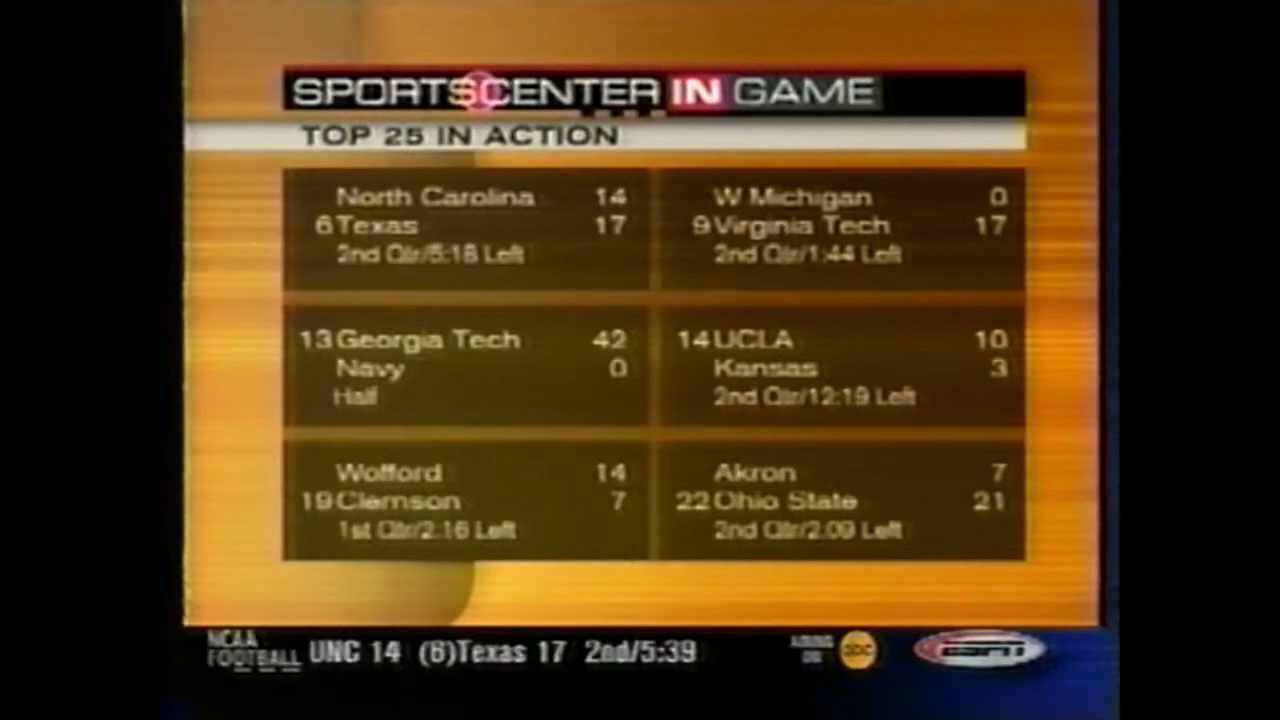 SPORTSCENTER IN GAME
TOP 25 IN ACTION
North Carolina 14
6 Texas 17
2nd Qtr/5:18 Left
W Michigan 0
9 Virginia Tech 17
2nd Qtr/1:44 Left
13 Georgia Tech 42
Navy 0
Half
14 UCLA 10
Kansas 3
2nd Qtr/12:19 Left
Wofford 14
19 Clemson 7
1st Qtr/2:16 Left
Akron 7
22 Ohio State 21
2nd Qtr/2:09 Left
NCAA
FOOTBALL
UNC 14 (6)Texas 17 2nd/5:39
ON
abc
ESPN